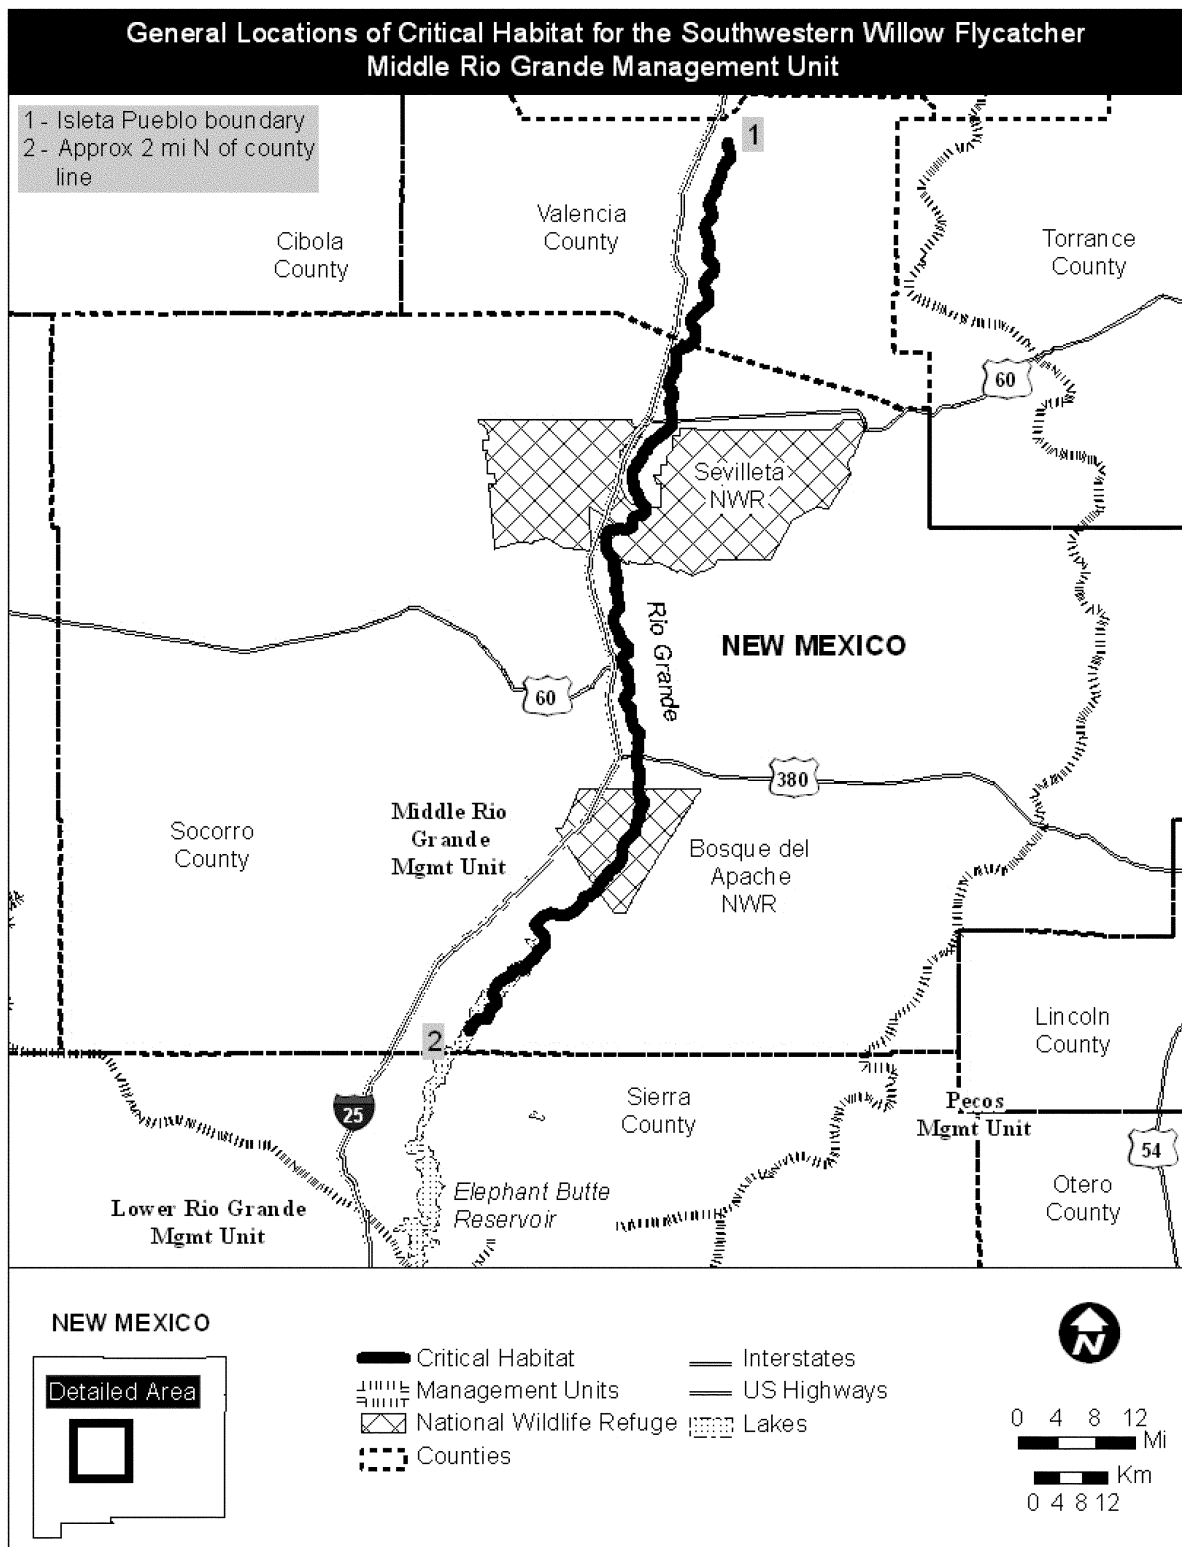 General Locations of Critical Habitat for the Southwestern Willow Flycatcher
Middle Rio Grande Management Unit
1 - Isleta Pueblo boundary
2 - Approx 2 mi N of county
line
1
Valencia
County
Cibola
County
Torrance
County
60
Sevilleta
NWR
Rio Grande
NEW MEXICO
60
380
Middle Rio
Grande
Mgmt Unit
Socorro
County
Bosque del
Apache
NWR
Lincoln
County
2
25
Sierra
County
Pecos
Mgmt Unit
54
Elephant Butte
Reservoir
Otero
County
Lower Rio Grande
Mgmt Unit
NEW MEXICO
Detailed Area
Critical Habitat
Management Units
National Wildlife Refuge
Counties
Interstates
US Highways
Lakes
N
0 4 8 12
Mi
Km
0 4 8 12